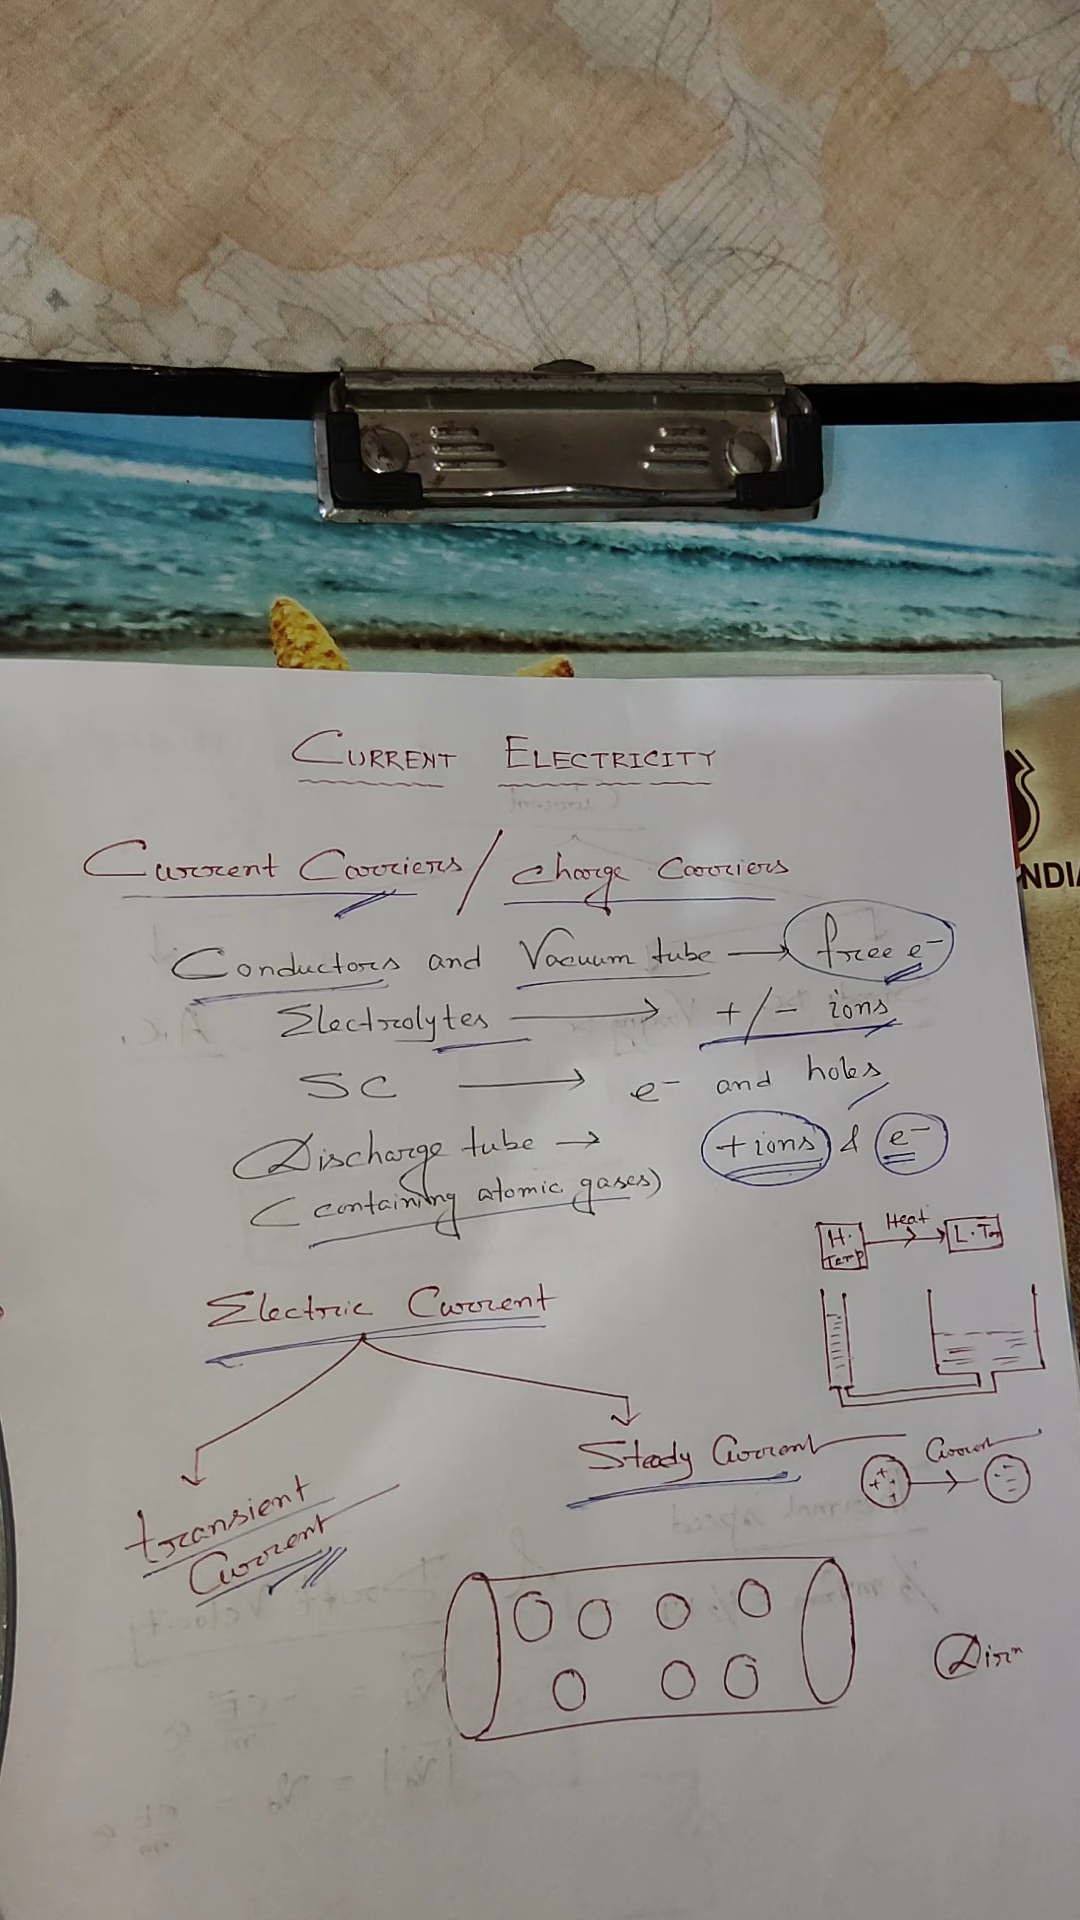 CURRENT ELECTRICITY
Current Carriers / Charge Carriers
Conductors and Vacuum tube → free e⁻
Electrolytes → +/- ions
SC → e⁻ and holes
Discharge tube → + ions & e⁻
(containing atomic gases)
H. Temp
Heat
L.
Electric Current
Steady Current
Current
transient
Current
Dirⁿ
NDIA